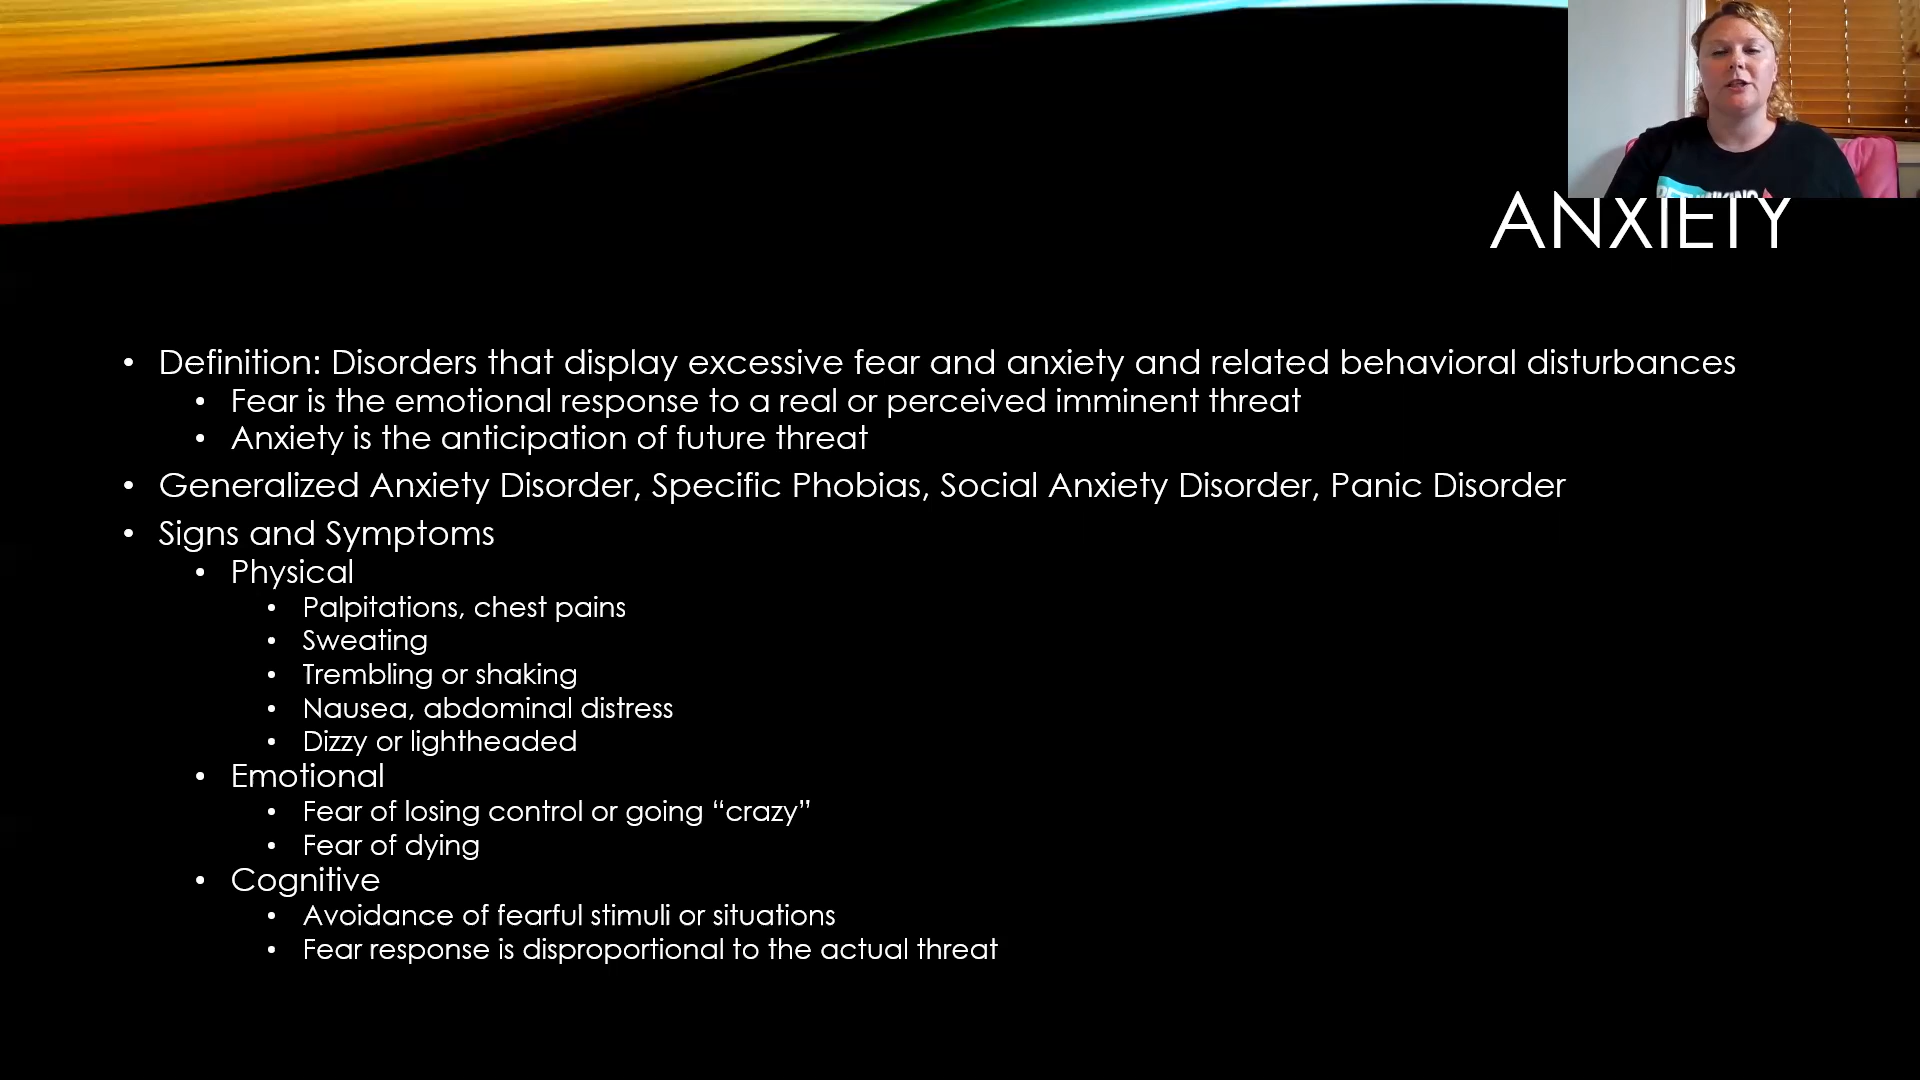 ANXIETY
• Definition: Disorders that display excessive fear and anxiety and related behavioral disturbances
• Fear is the emotional response to a real or perceived imminent threat
• Anxiety is the anticipation of future threat
• Generalized Anxiety Disorder, Specific Phobias, Social Anxiety Disorder, Panic Disorder
• Signs and Symptoms
• Physical
• Palpitations, chest pains
• Sweating
• Trembling or shaking
• Nausea, abdominal distress
• Dizzy or lightheaded
• Emotional
• Fear of losing control or going “crazy”
• Fear of dying
• Cognitive
• Avoidance of fearful stimuli or situations
• Fear response is disproportional to the actual threat